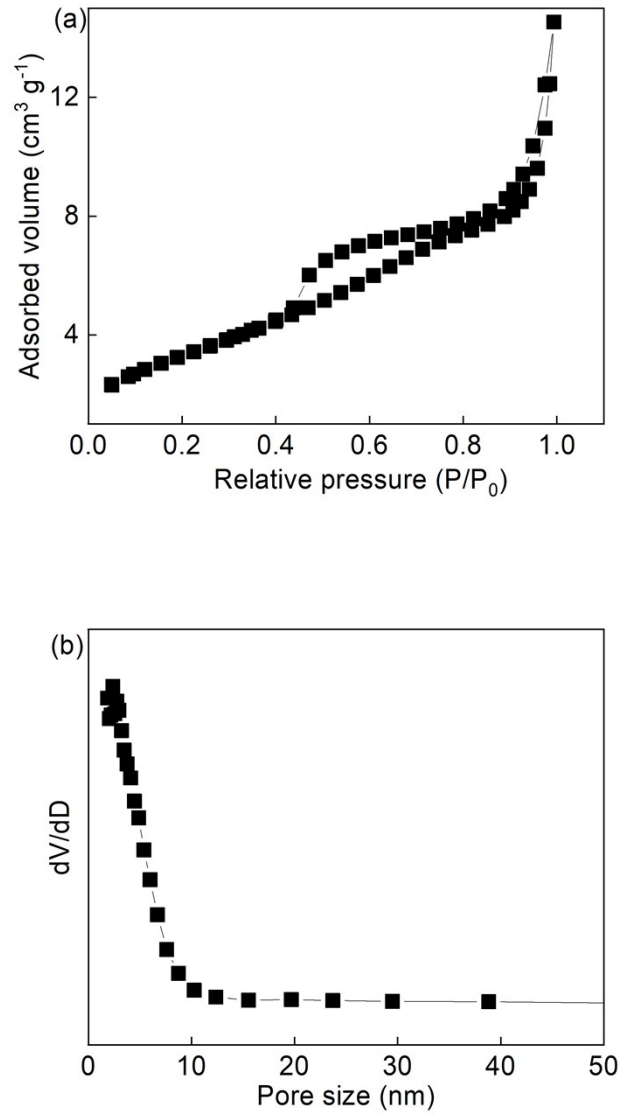 (a)
12
8
4
Adsorbed volume (cm³ g⁻¹)
0.0 0.2 0.4 0.6 0.8 1.0
Relative pressure (P/P₀)
(b)
dV/dD
0 10 20 30 40 50
Pore size (nm)